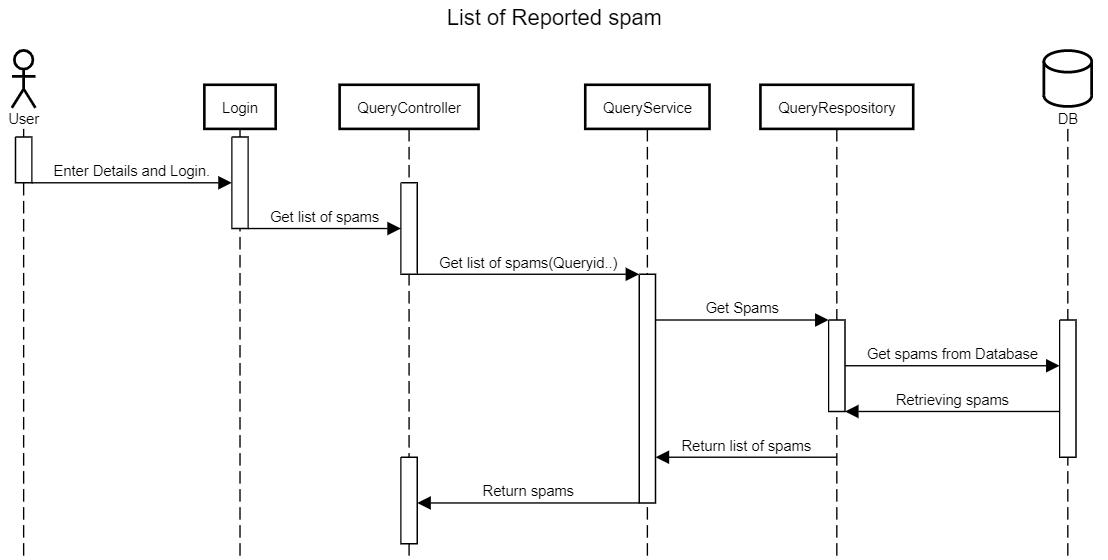 List of Reported spam
User
Login
QueryController
QueryService
QueryRespository
DB
Enter Details and Login.
Get list of spams
Get list of spams(Queryid..)
Get Spams
Get spams from Database
Retrieving spams
Return list of spams
Return spams